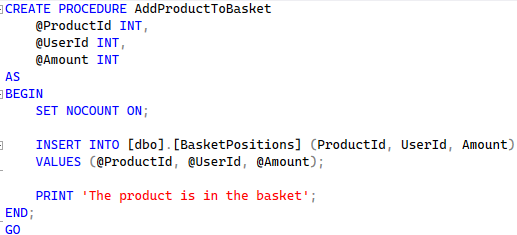 CREATE PROCEDURE AddProductToBasket
    @ProductId INT,
    @UserId INT,
    @Amount INT
AS
BEGIN
    SET NOCOUNT ON;

    INSERT INTO [dbo].[BasketPositions] (ProductId, UserId, Amount)
    VALUES (@ProductId, @UserId, @Amount);

    PRINT 'The product is in the basket';
END;
GO